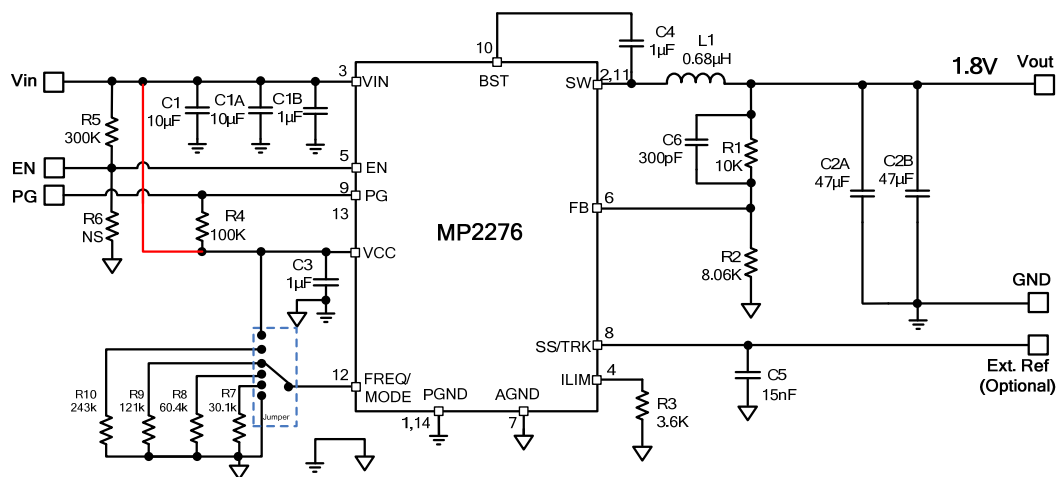 10
BST
C4
1µF
L1
0.68µH
Vin
3
VIN
C1
10µF
C1A
10µF
C1B
1µF
SW
2,11
1.8V
Vout
R5
300K
C6
300pF
R1
10K
C2A
47µF
C2B
47µF
EN
5
EN
PG
9
PG
6
FB
R6
NS
R4
100K
13
VCC
MP2276
R2
8.06K
C3
1µF
GND
8
SS/TRK
Ext. Ref
(Optional)
C5
15nF
4
ILIM
R3
3.6K
12
FREQ/
MODE
R10
243k
R9
121k
R8
60.4k
R7
30.1k
Jumper
PGND
1,14
AGND
7